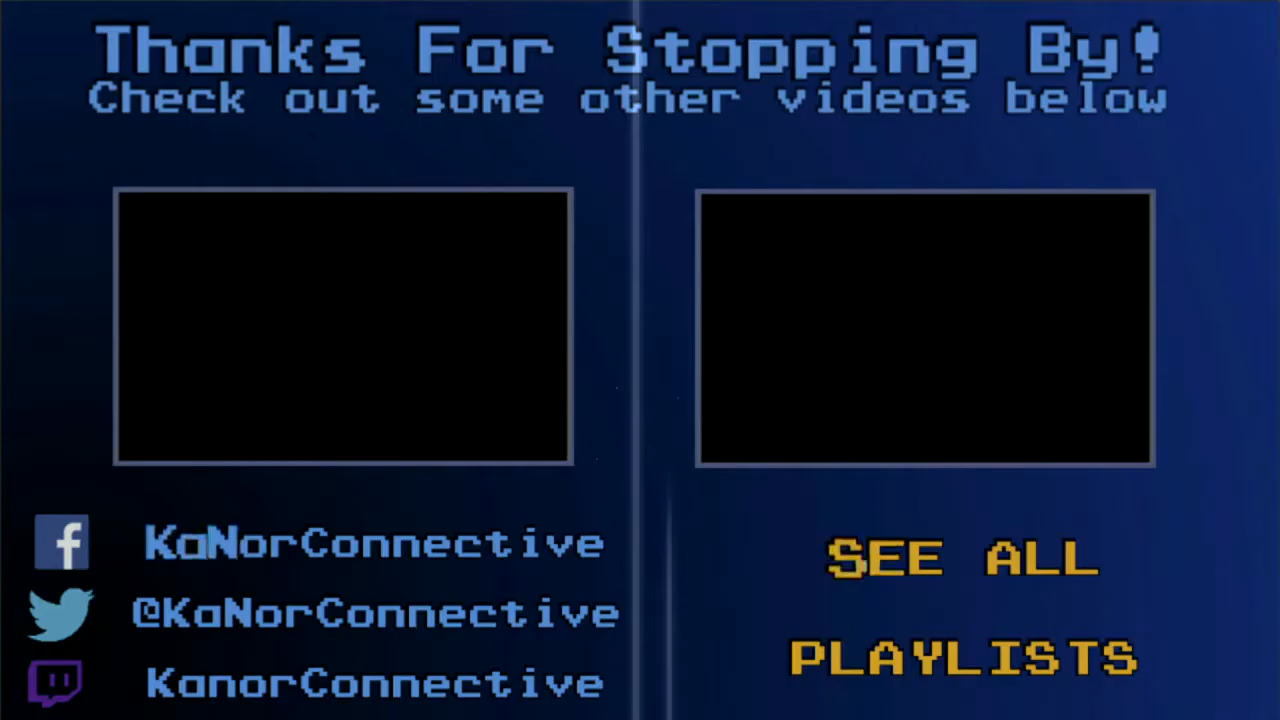 Thanks For Stopping By!
Check out some other videos below
KaNorConnective
@KaNorConnective
KanorConnective
SEE ALL
PLAYLISTS